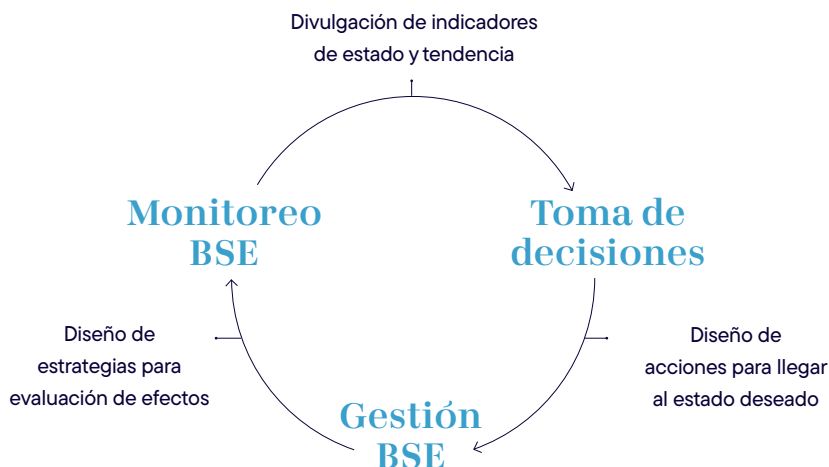 Divulgación de indicadores
de estado y tendencia
Monitoreo
BSE
Toma de
decisiones
Diseño de
estrategias para
evaluación de efectos
Diseño de
acciones para llegar
al estado deseado
Gestión
BSE